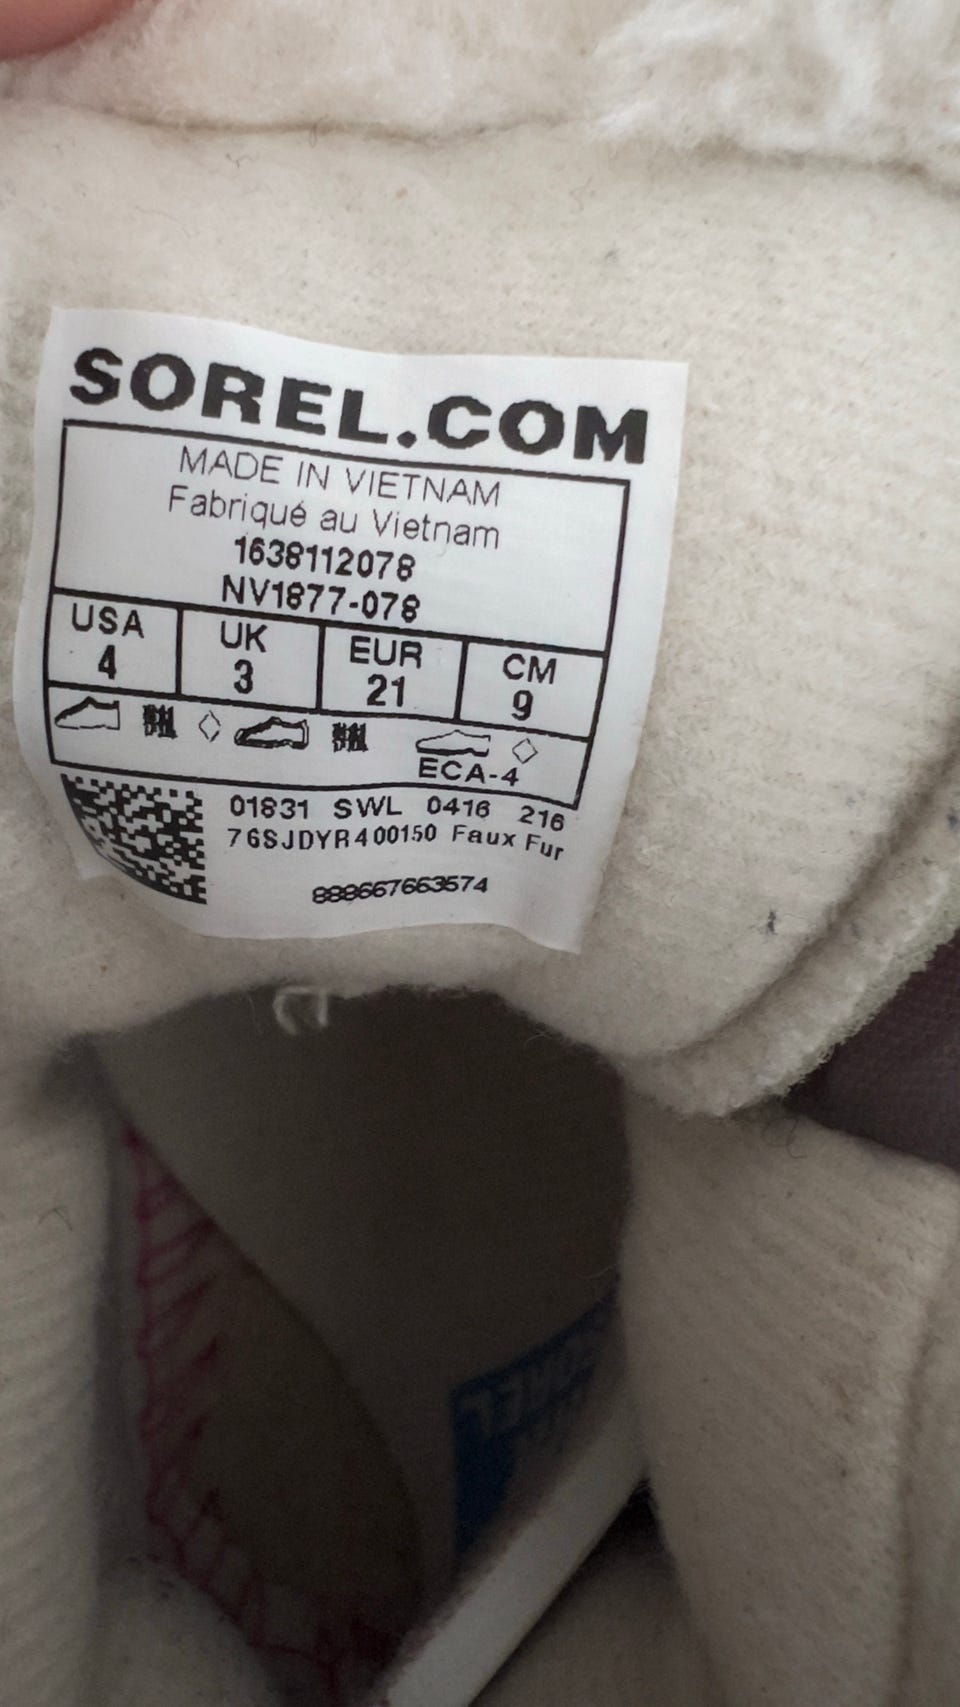 SOREL.COM
MADE IN VIETNAM
Fabriqué au Vietnam
1638112078
NV1877-078
USA UK EUR CM
4 3 21 9
ECA-4
01831 SWL 0416 216
76SJDYR400150 Faux Fur
888667663574
SOREL